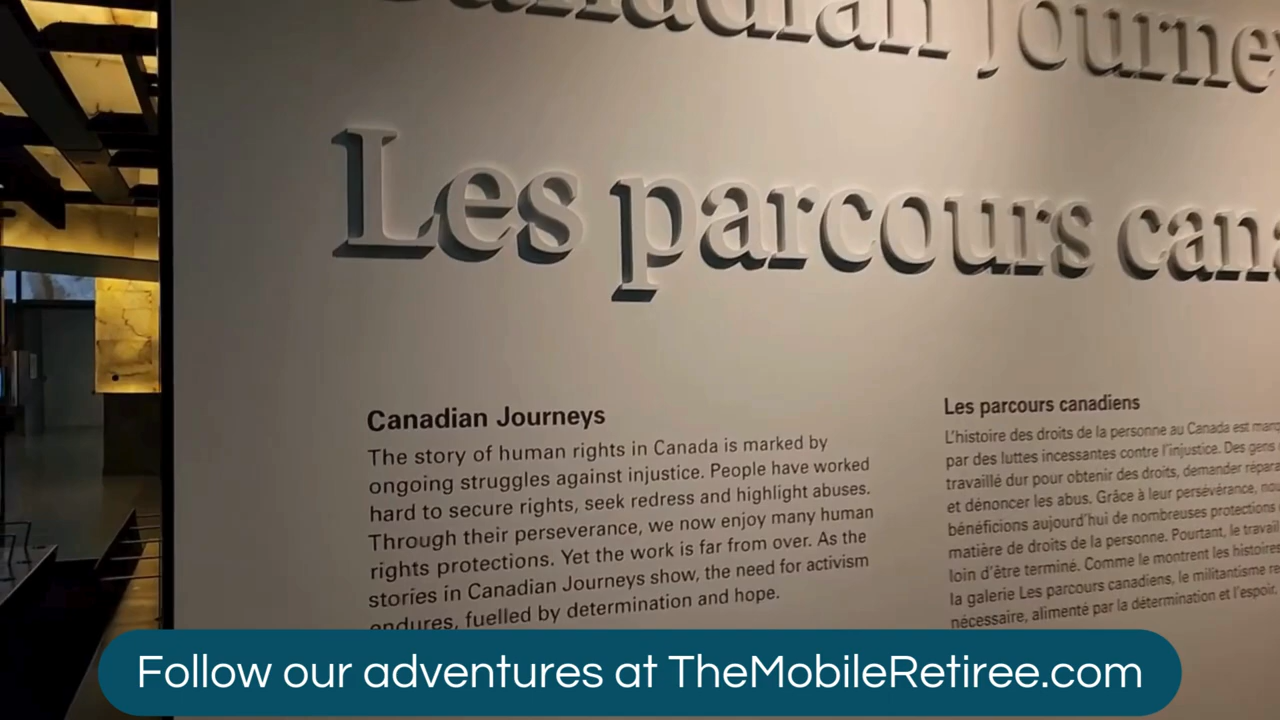 Canadian Journey
Les parcours cana
Canadian Journeys
The story of human rights in Canada is marked by
ongoing struggles against injustice. People have worked
hard to secure rights, seek redress and highlight abuses.
Through their perseverance, we now enjoy many human
rights protections. Yet the work is far from over. As the
stories in Canadian Journeys show, the need for activism
endures, fuelled by determination and hope.
Les parcours canadiens
L'histoire des droits de la personne au Canada est marq
par des luttes incessantes contre l'injustice. Des gens
travaillé dur pour obtenir des droits, demander répara
et dénoncer les abus. Grâce à leur persévérance, nou
bénéficions aujourd'hui de nombreuses protections
matière de droits de la personne. Pourtant, le travail
loin d'être terminé. Comme le montrent les histoires
la galerie Les parcours canadiens, le militantisme re
nécessaire, alimenté par la détermination et l'espoir.
Follow our adventures at TheMobileRetiree.com